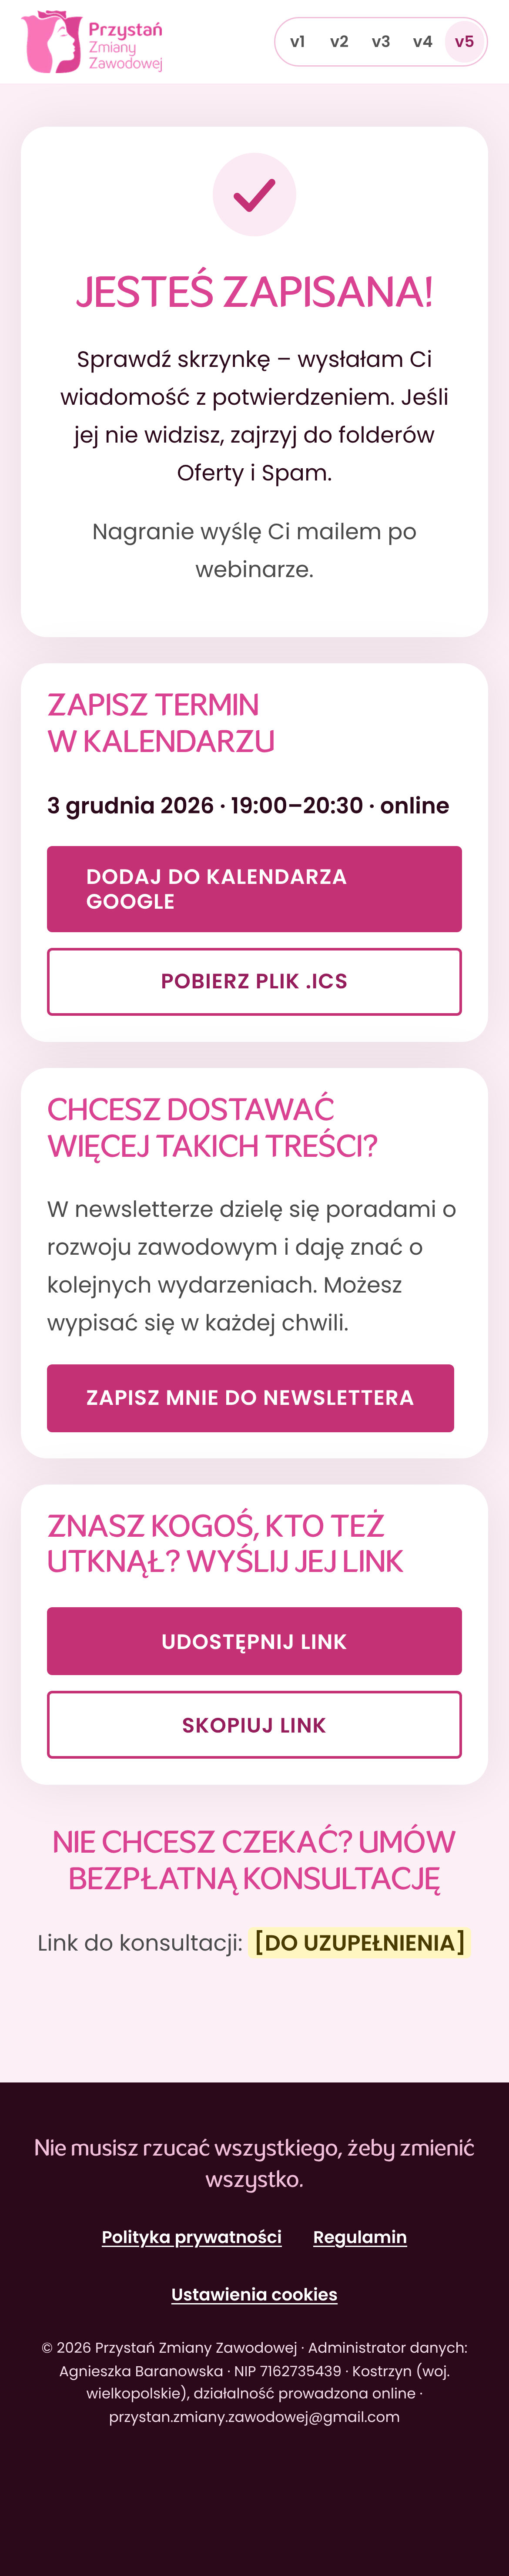 Przystań
Zmiany
Zawodowej
v1 v2 v3 v4 v5
JESTEŚ ZAPISANA!
Sprawdź skrzynkę – wysłałam Ci
wiadomość z potwierdzeniem. Jeśli
jej nie widzisz, zajrzyj do folderów
Oferty i Spam.
Nagranie wyślę Ci mailem po
webinarze.
ZAPISZ TERMIN
W KALENDARZU
3 grudnia 2026 · 19:00–20:30 · online
DODAJ DO KALENDARZA
GOOGLE
POBIERZ PLIK .ICS
CHCESZ DOSTAWAĆ
WIĘCEJ TAKICH TREŚCI?
W newsletterze dzielę się poradami o
rozwoju zawodowym i daję znać o
kolejnych wydarzeniach. Możesz
wypisać się w każdej chwili.
ZAPISZ MNIE DO NEWSLETTERA
ZNASZ KOGOŚ, KTO TEŻ
UTKNĄŁ? WYŚLIJ JEJ LINK
UDOSTĘPNIJ LINK
SKOPIUJ LINK
NIE CHCESZ CZEKAĆ? UMÓW
BEZPŁATNĄ KONSULTACJĘ
Link do konsultacji: [DO UZUPEŁNIENIA]
Nie musisz rzucać wszystkiego, żeby zmienić
wszystko.
Polityka prywatności Regulamin
Ustawienia cookies
© 2026 Przystań Zmiany Zawodowej · Administrator danych:
Agnieszka Baranowska · NIP 7162735439 · Kostrzyn (woj.
wielkopolskie), działalność prowadzona online ·
przystan.zmiany.zawodowej@gmail.com